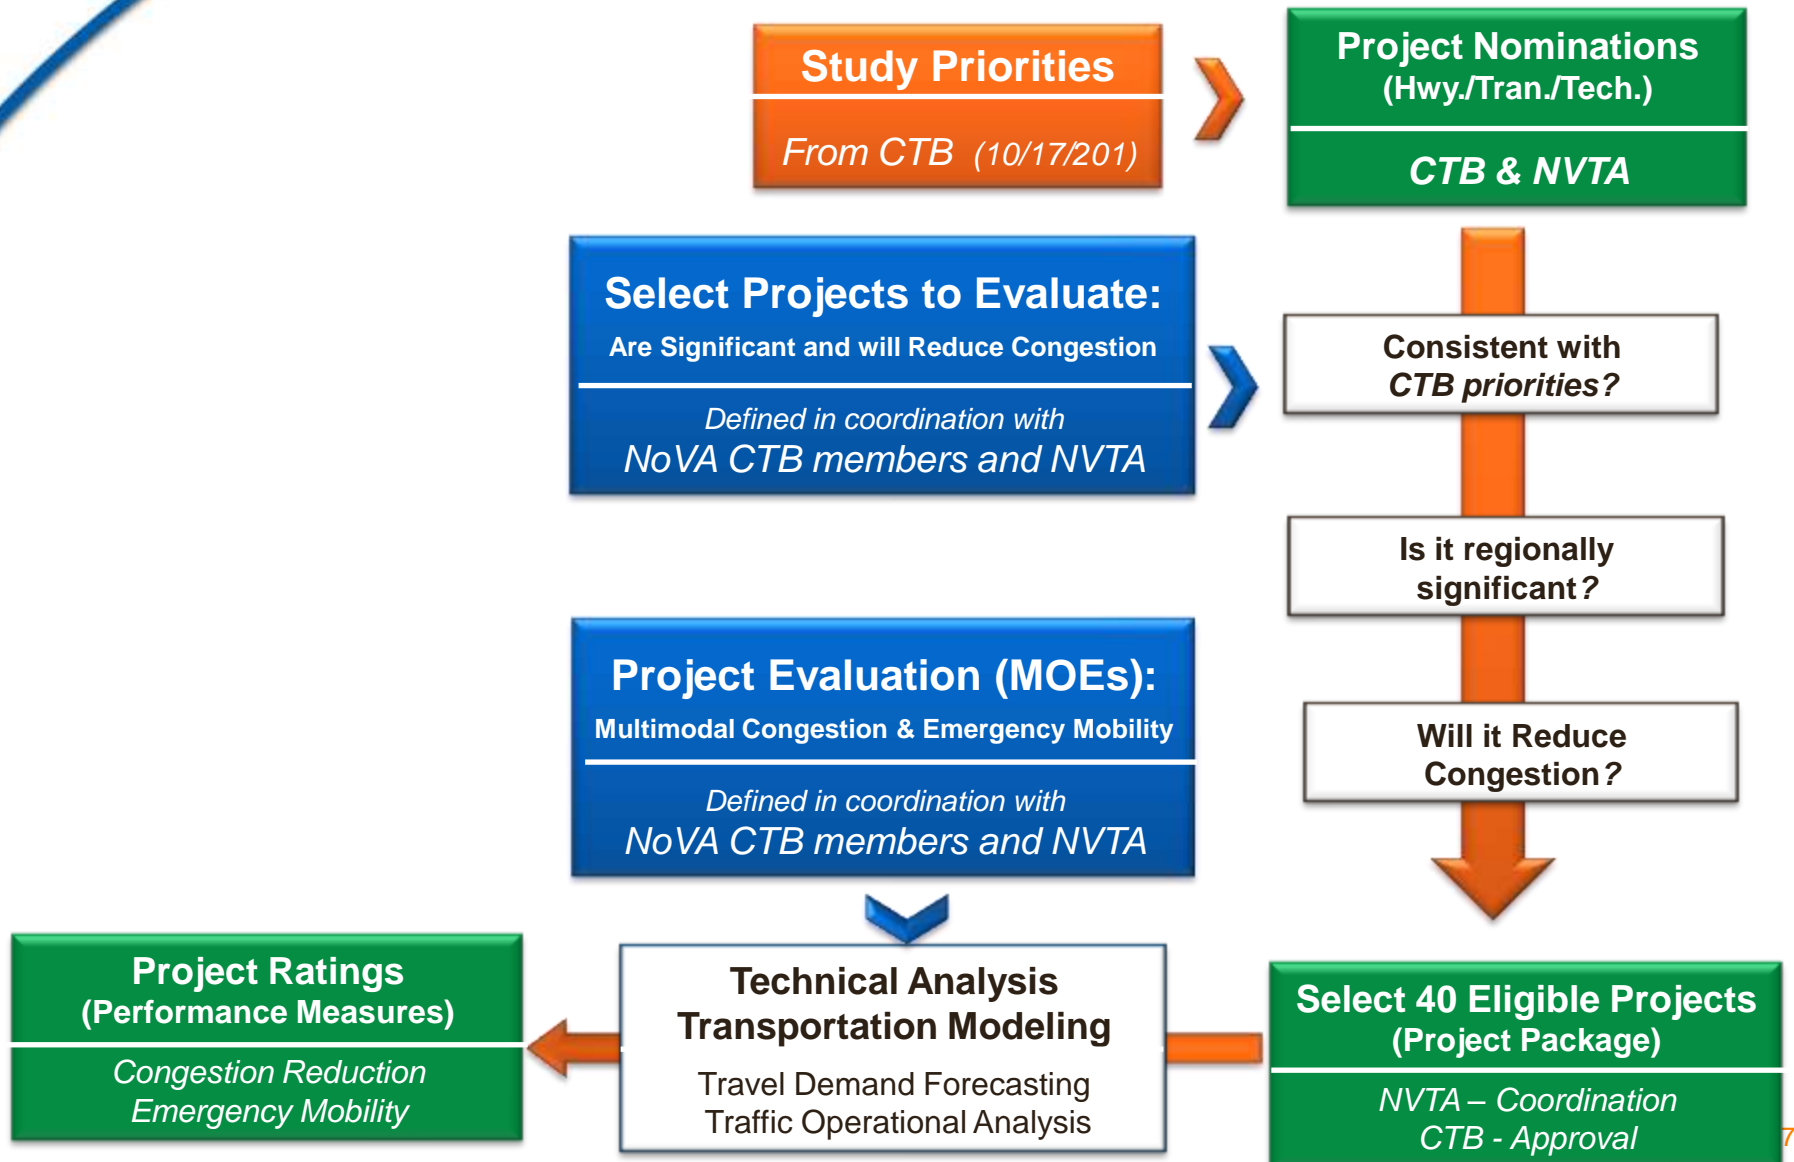 Study Priorities
From CTB (10/17/201)
Project Nominations
(Hwy./Tran./Tech.)
CTB & NVTA
Select Projects to Evaluate:
Are Significant and will Reduce Congestion
Defined in coordination with
NoVA CTB members and NVTA
Consistent with
CTB priorities?
Is it regionally
significant?
Project Evaluation (MOEs):
Multimodal Congestion & Emergency Mobility
Defined in coordination with
NoVA CTB members and NVTA
Will it Reduce
Congestion?
Project Ratings
(Performance Measures)
Congestion Reduction
Emergency Mobility
Technical Analysis
Transportation Modeling
Travel Demand Forecasting
Traffic Operational Analysis
Select 40 Eligible Projects
(Project Package)
NVTA – Coordination
CTB - Approval
7